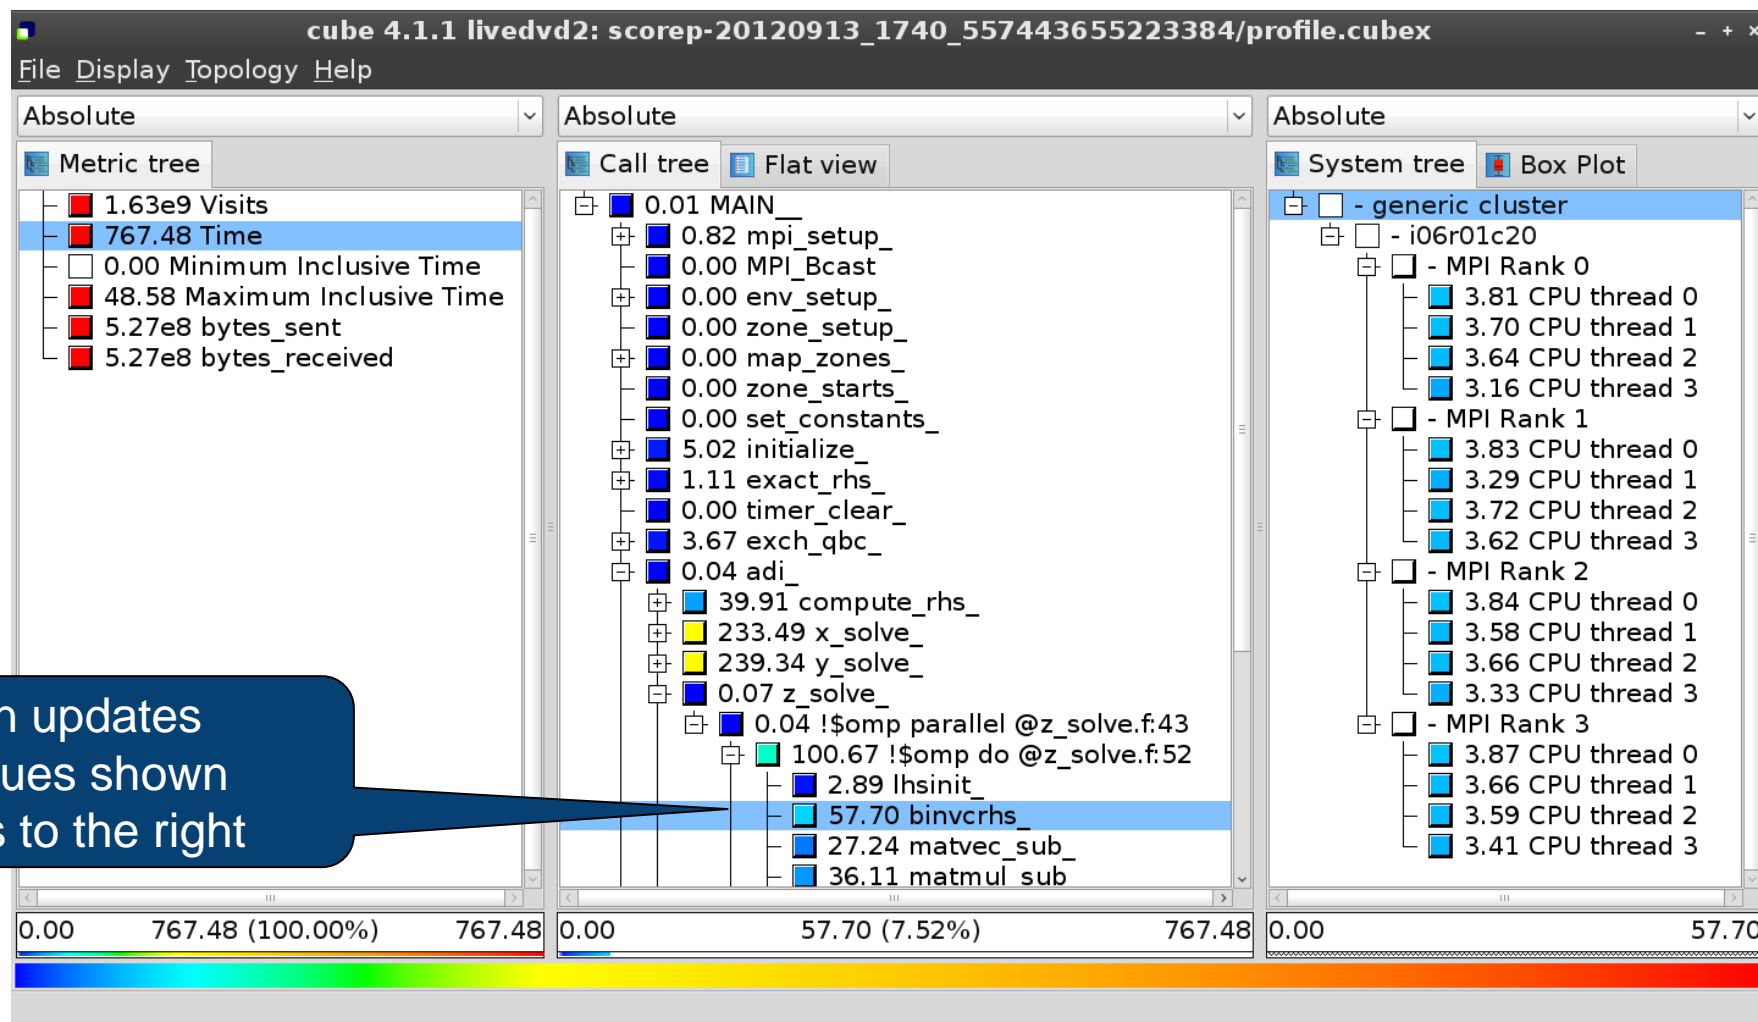 cube 4.1.1 livedvd2: scorep-20120913_1740_557443655223384/profile.cubex
File Display Topology Help
Absolute
Metric tree
1.63e9 Visits
767.48 Time
0.00 Minimum Inclusive Time
48.58 Maximum Inclusive Time
5.27e8 bytes_sent
5.27e8 bytes_received
updates
shown
to the right
0.00 767.48 (100.00%) 767.48
Absolute
Call tree Flat view
0.01 MAIN__
0.82 mpi_setup_
0.00 MPI_Bcast
0.00 env_setup_
0.00 zone_setup_
0.00 map_zones_
0.00 zone_starts_
0.00 set_constants_
5.02 initialize_
1.11 exact_rhs_
0.00 timer_clear_
3.67 exch_qbc_
0.04 adi_
39.91 compute_rhs_
233.49 x_solve_
239.34 y_solve_
0.07 z_solve_
0.04 !$omp parallel @z_solve.f:43
100.67 !$omp do @z_solve.f:52
2.89 lhsinit_
57.70 binvcrhs_
27.24 matvec_sub_
36.11 matmul_sub
0.00 57.70 (7.52%) 767.48
Absolute
System tree Box Plot
- generic cluster
- i06r01c20
- MPI Rank 0
3.81 CPU thread 0
3.70 CPU thread 1
3.64 CPU thread 2
3.16 CPU thread 3
- MPI Rank 1
3.83 CPU thread 0
3.29 CPU thread 1
3.72 CPU thread 2
3.62 CPU thread 3
- MPI Rank 2
3.84 CPU thread 0
3.58 CPU thread 1
3.66 CPU thread 2
3.33 CPU thread 3
- MPI Rank 3
3.87 CPU thread 0
3.66 CPU thread 1
3.59 CPU thread 2
3.41 CPU thread 3
0.00 57.70